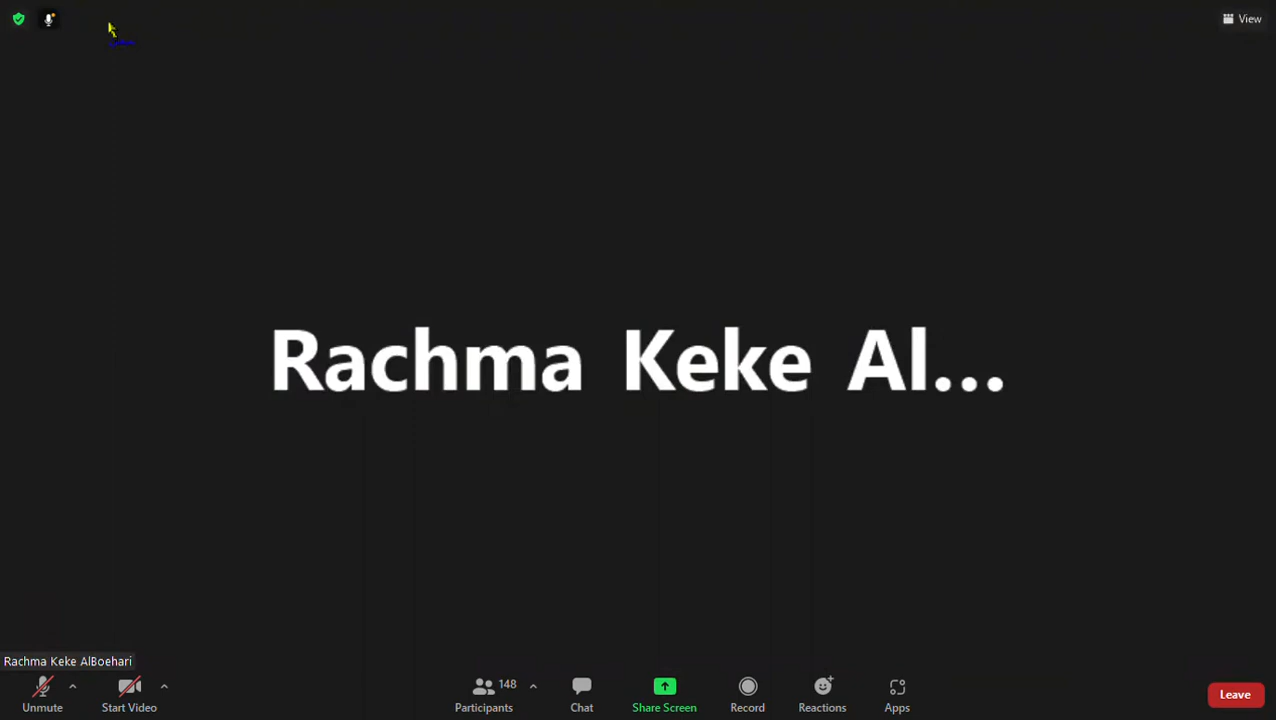 View
Rachma Keke Al...
Rachma Keke AlBoehari
Unmute
Start Video
148
Participants
Chat
Share Screen
Record
Reactions
Apps
Leave